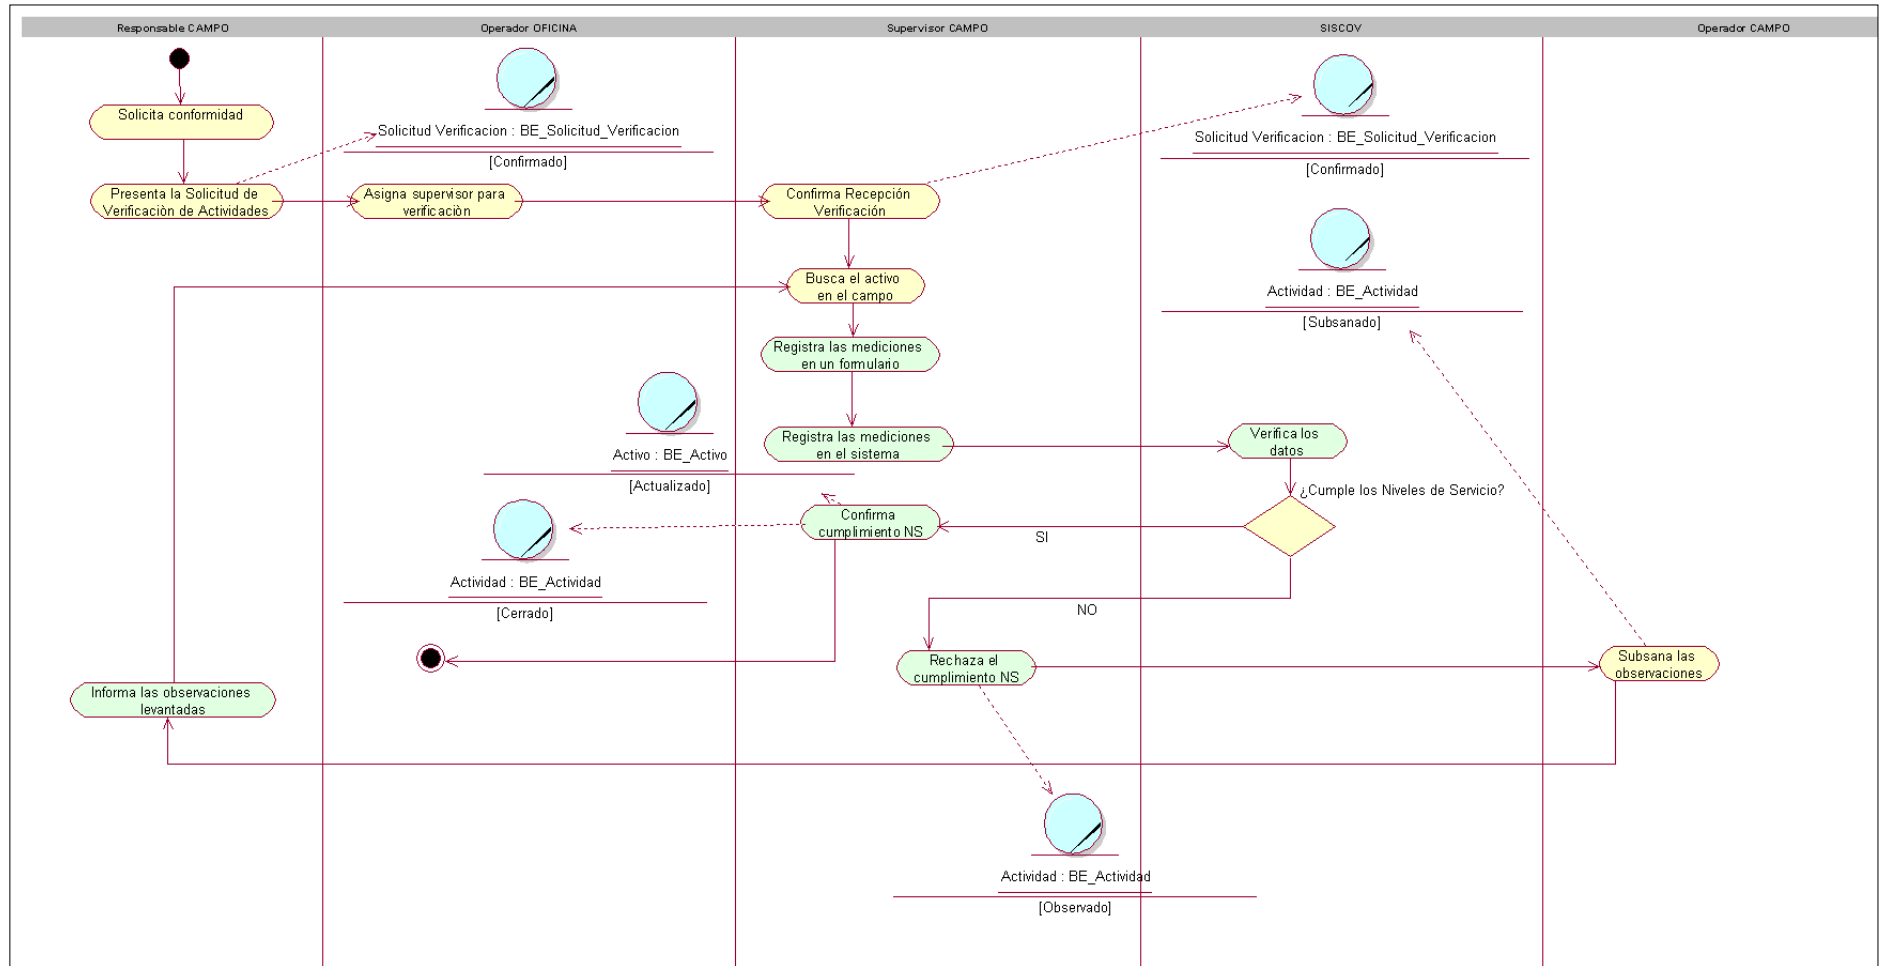 Responsable CAMPO
Operador OFICINA
Supervisor CAMPO
SISCOV
Operador CAMPO
Solicita conformidad
Solicitud Verificacion : BE_Solicitud_Verificacion
[Confirmado]
Solicitud Verificacion : BE_Solicitud_Verificacion
[Confirmado]
Presenta la Solicitud de
Verificaciòn de Actividades
Asigna supervisor para
verificaciòn
Confirma Recepción
Verificación
Busca el activo
en el campo
Actividad : BE_Actividad
[Subsanado]
Registra las mediciones
en un formulario
Registra las mediciones
en el sistema
Verifica los
datos
Activo : BE_Activo
[Actualizado]
¿Cumple los Niveles de Servicio?
Confirma
cumplimiento NS
SI
Actividad : BE_Actividad
[Cerrado]
NO
Rechaza el
cumplimiento NS
Subsana las
observaciones
Informa las observaciones
levantadas
Actividad : BE_Actividad
[Observado]